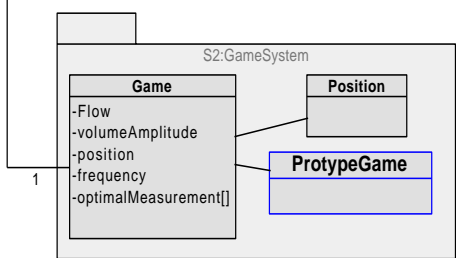 S2:GameSystem
Game
-Flow
-volumeAmplitude
-position
-frequency
-optimalMeasurement[]
Position
ProtypeGame
1